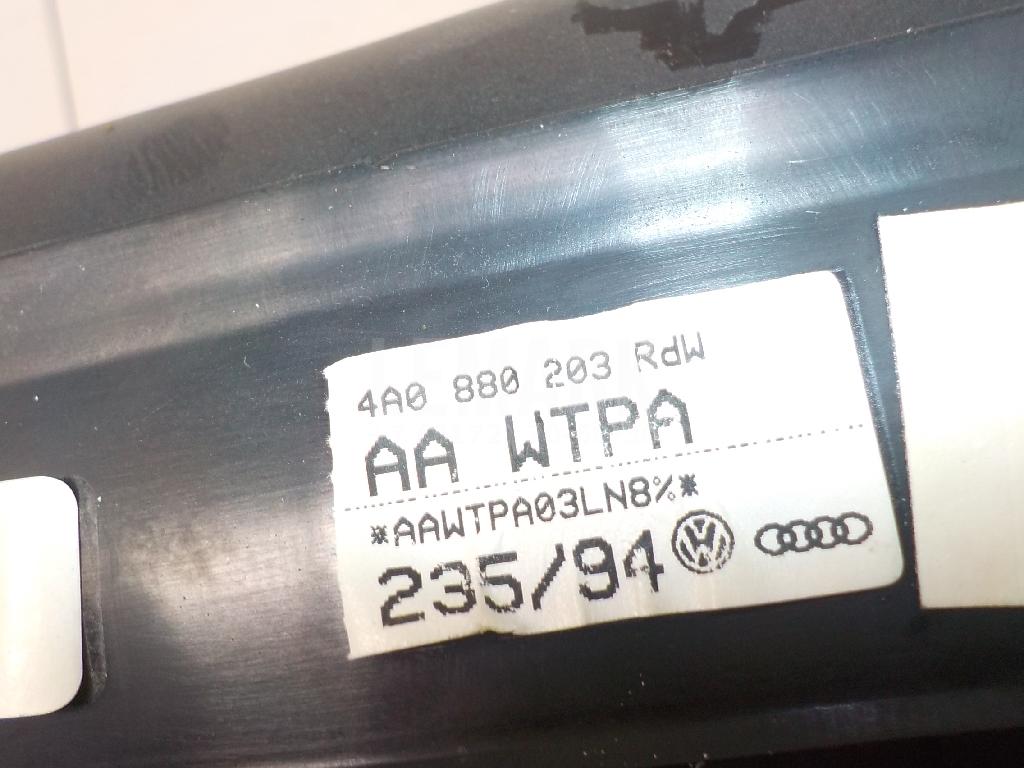 4A0 880 203 RdW
AA WTPA
*AAWTPA03LN8%*
235/94